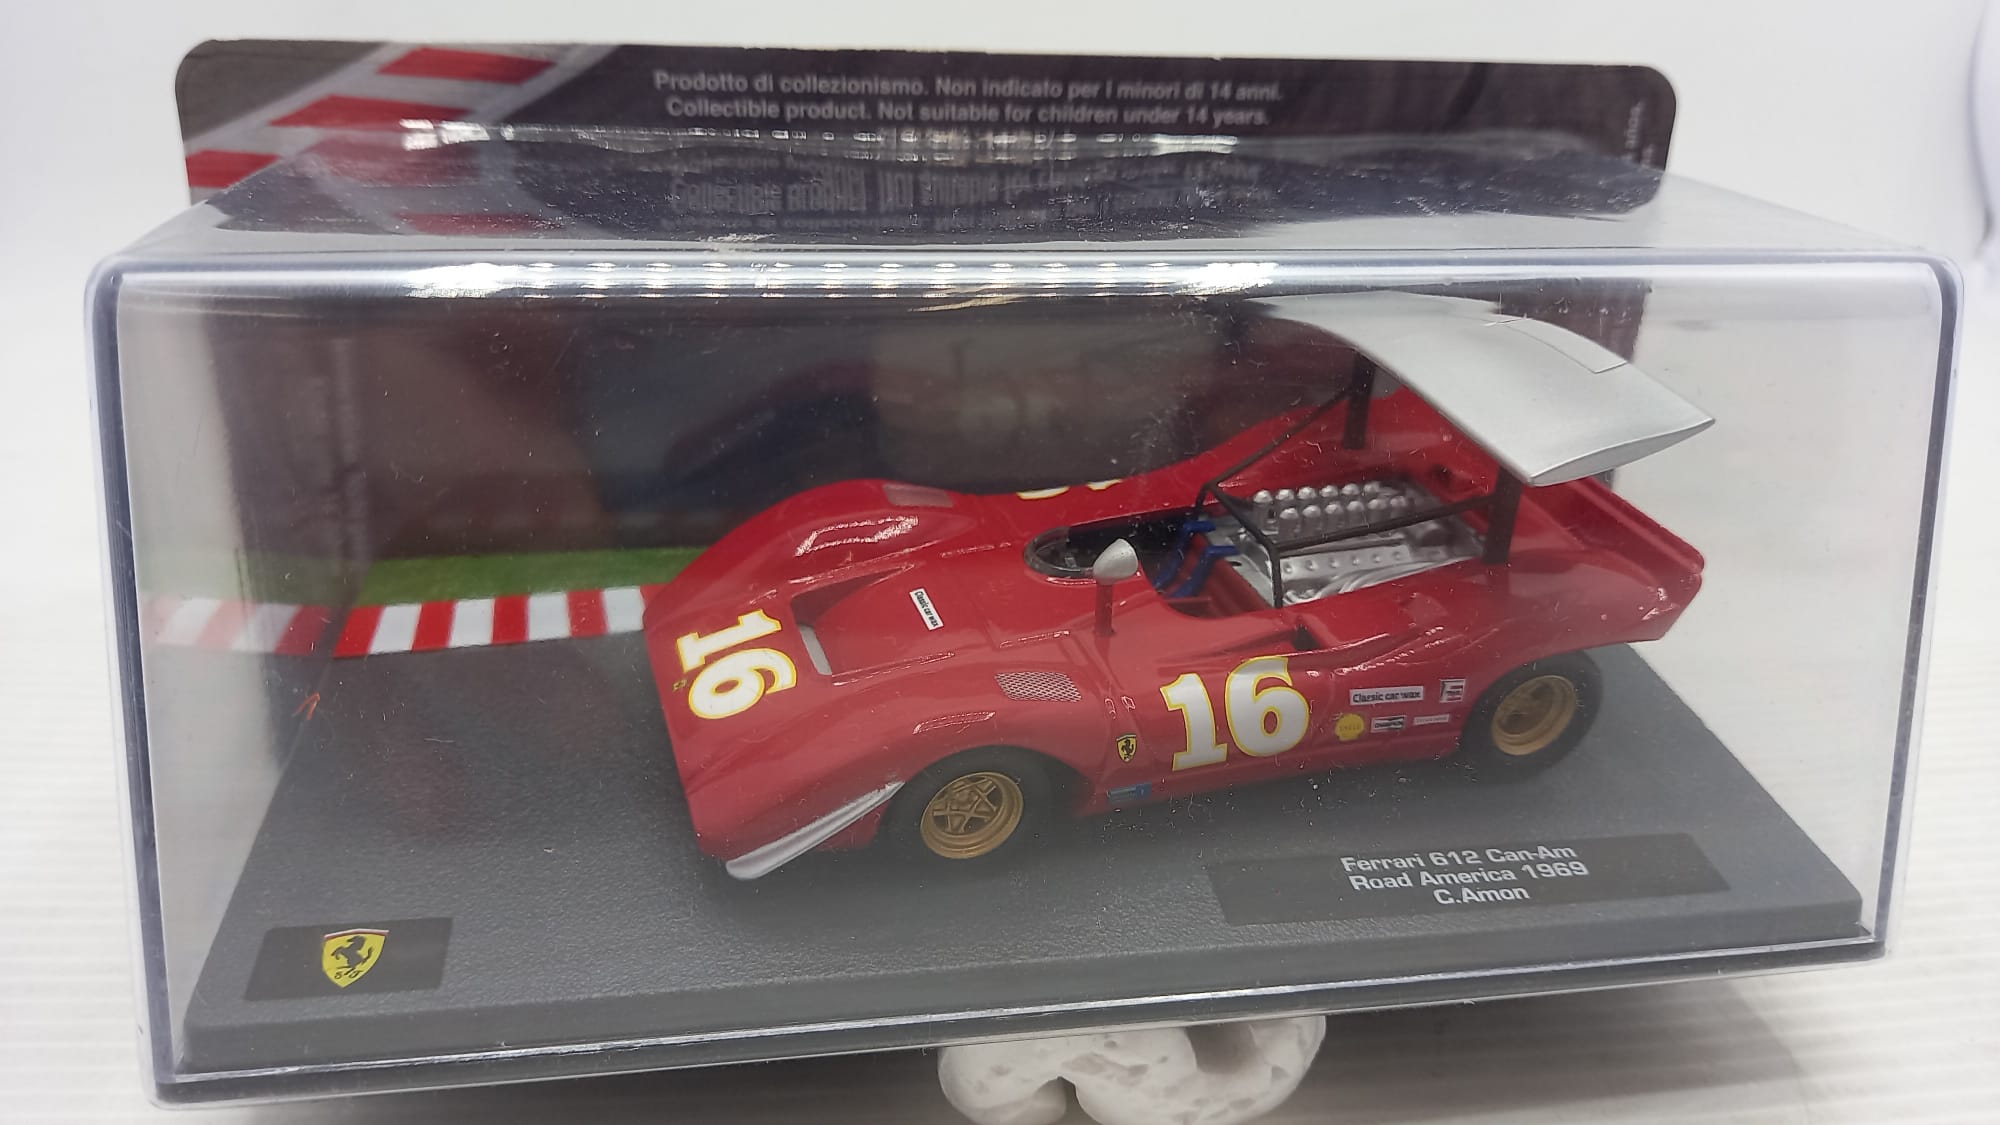 Prodotto di collezionismo. Non indicato per i minori di 14 anni.
Collectible product. Not suitable for children under 14 years.
16
Classic car wax
16
Classic car wax
Ferrari 612 Can-Am
Road America 1969
C.Amon